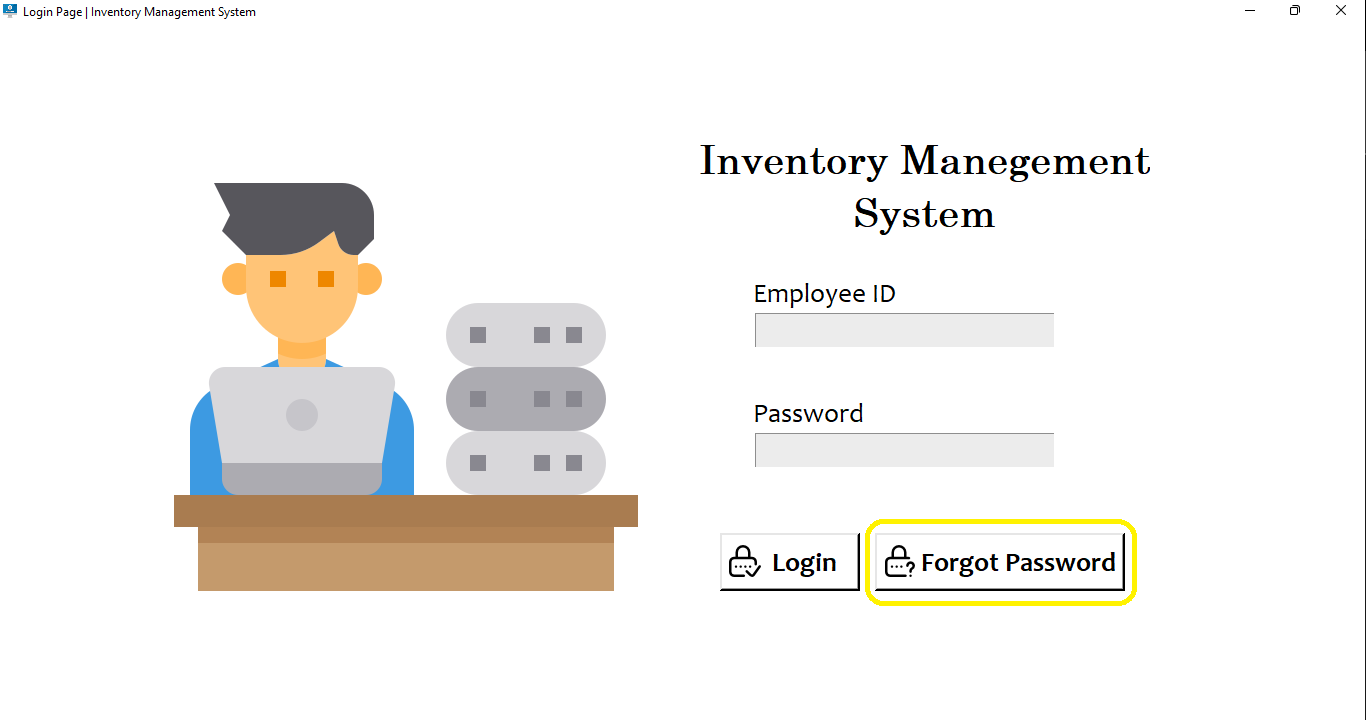 Login Page | Inventory Management System
Inventory Manegement
System
Employee ID
Password
Login
Forgot Password